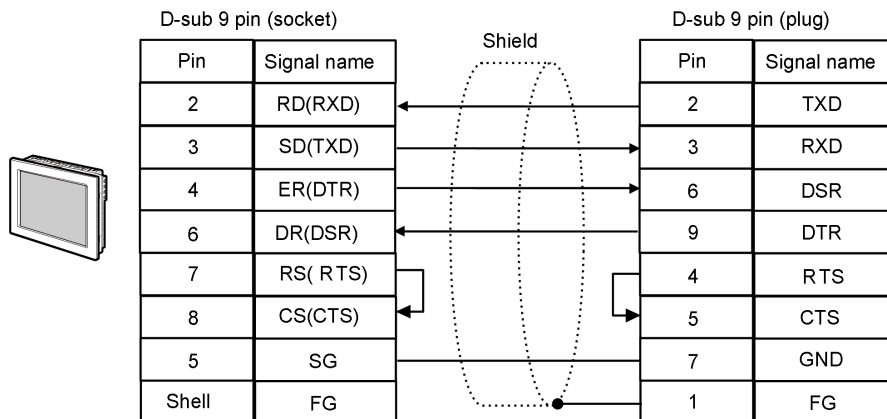 D-sub 9 pin (socket) D-sub 9 pin (plug)
Shield
Pin Signal name Pin Signal name
2 RD(RXD) 2 TXD
3 SD(TXD) 3 RXD
4 ER(DTR) 6 DSR
6 DR(DSR) 9 DTR
7 RS( RTS) 4 RTS
8 CS(CTS) 5 CTS
5 SG 7 GND
Shell FG 1 FG